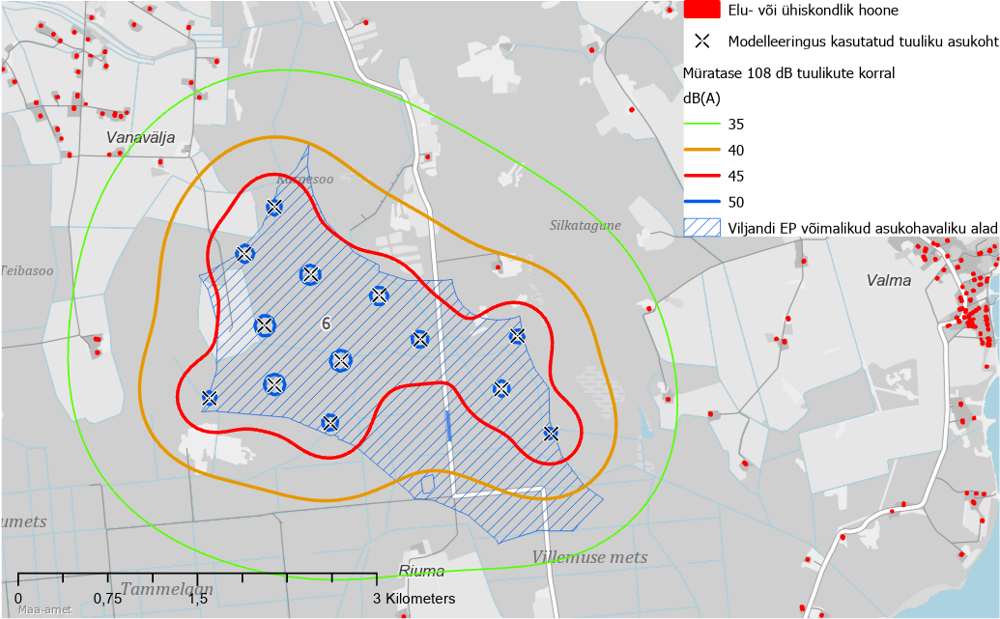 Elu- või ühiskondlik hoone
Modelleeringus kasutatud tuuliku asukoht
Müratase 108 dB tuulikute korral
dB(A)
35
40
45
50
Viljandi EP võimalikud asukohavaliku alad
Vanavälja
Karoesoo
Silkatagune
Teibasoo
Valma
6
umets
Villemuse mets
Riuma
Tammelaan
0
0,75
1,5
3 Kilometers
Maa-amet